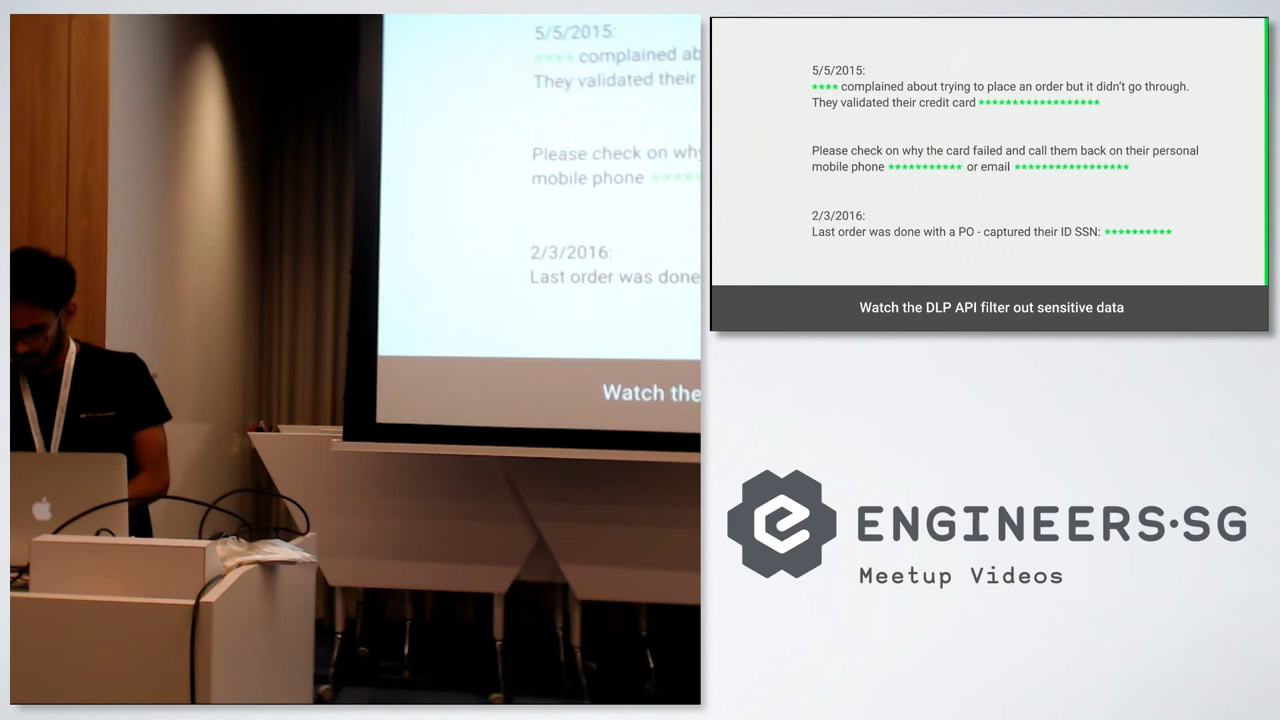 5/5/2015:
**** complained ab
They validated their
Please check on why
mobile phone *****
2/3/2016:
Last order was done
Watch the
5/5/2015:
**** complained about trying to place an order but it didn’t go through.
They validated their credit card ******************
Please check on why the card failed and call them back on their personal
mobile phone *********** or email *****************
2/3/2016:
Last order was done with a PO - captured their ID SSN: **********
Watch the DLP API filter out sensitive data
ENGINEERS·SG
Meetup Videos